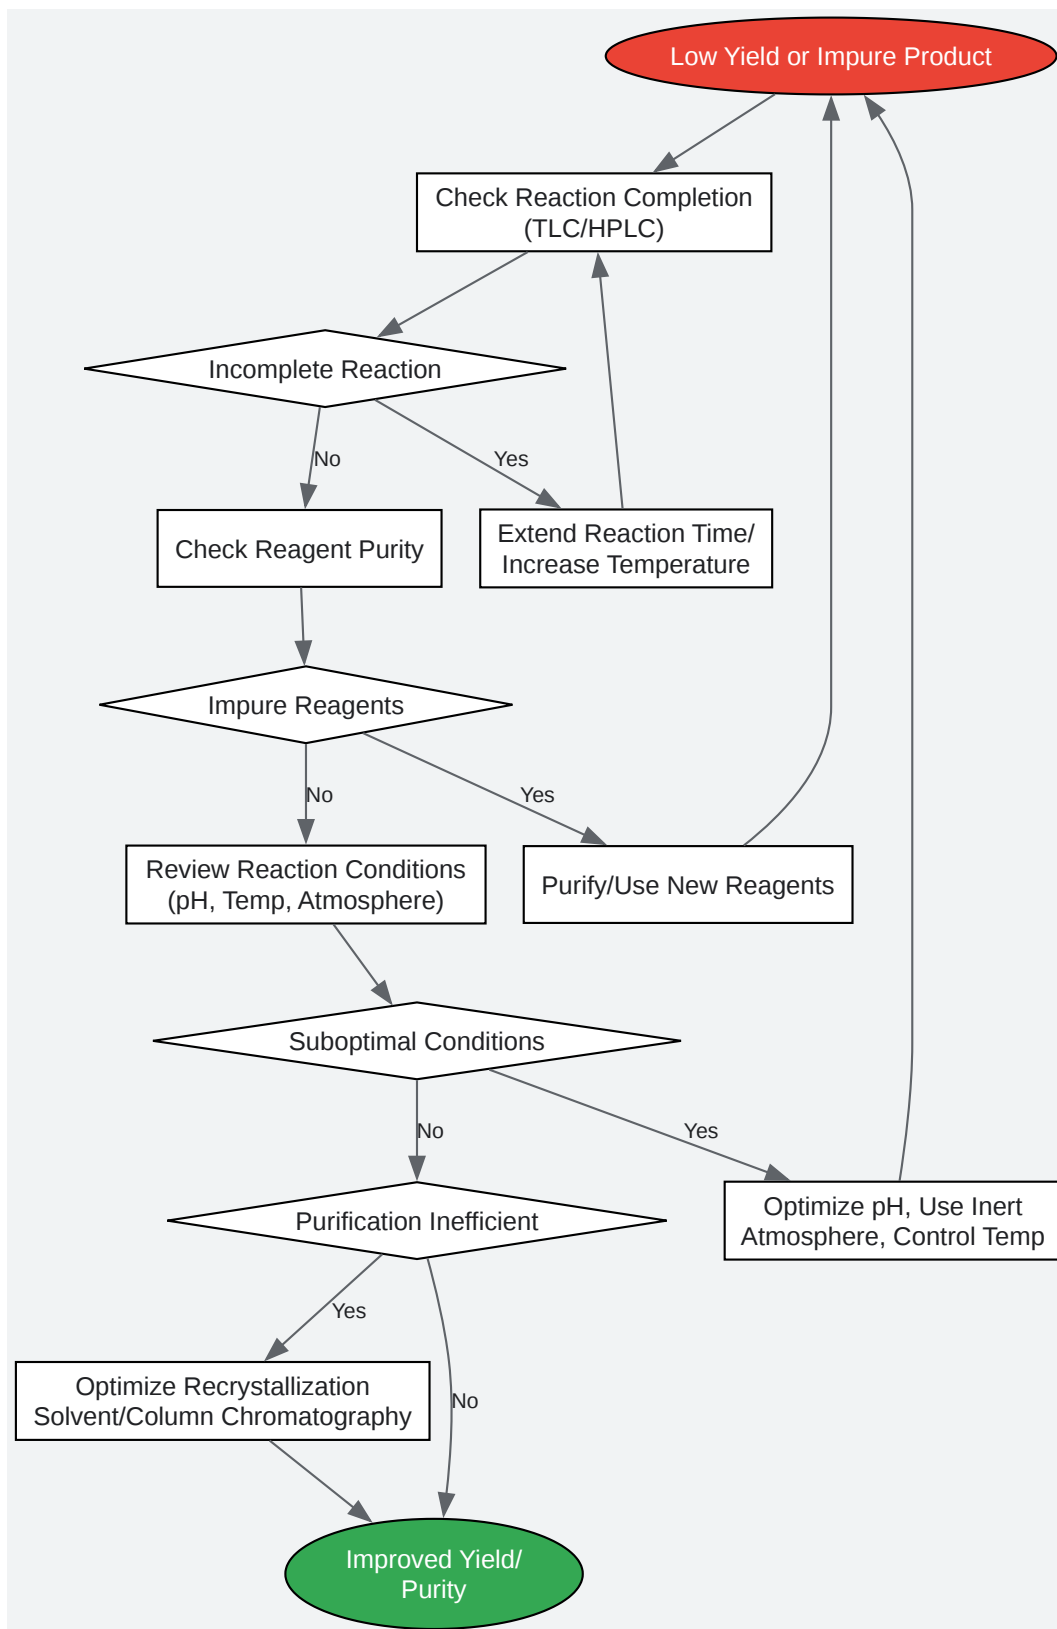 Low Yield or Impure Product
Check Reaction Completion
(TLC/HPLC)
Incomplete Reaction
No
Yes
Check Reagent Purity
Extend Reaction Time/
Increase Temperature
Impure Reagents
No
Yes
Review Reaction Conditions
(pH, Temp, Atmosphere)
Purify/Use New Reagents
Suboptimal Conditions
No
Yes
Purification Inefficient
Optimize pH, Use Inert
Atmosphere, Control Temp
Yes
No
Optimize Recrystallization
Solvent/Column Chromatography
Improved Yield/
Purity